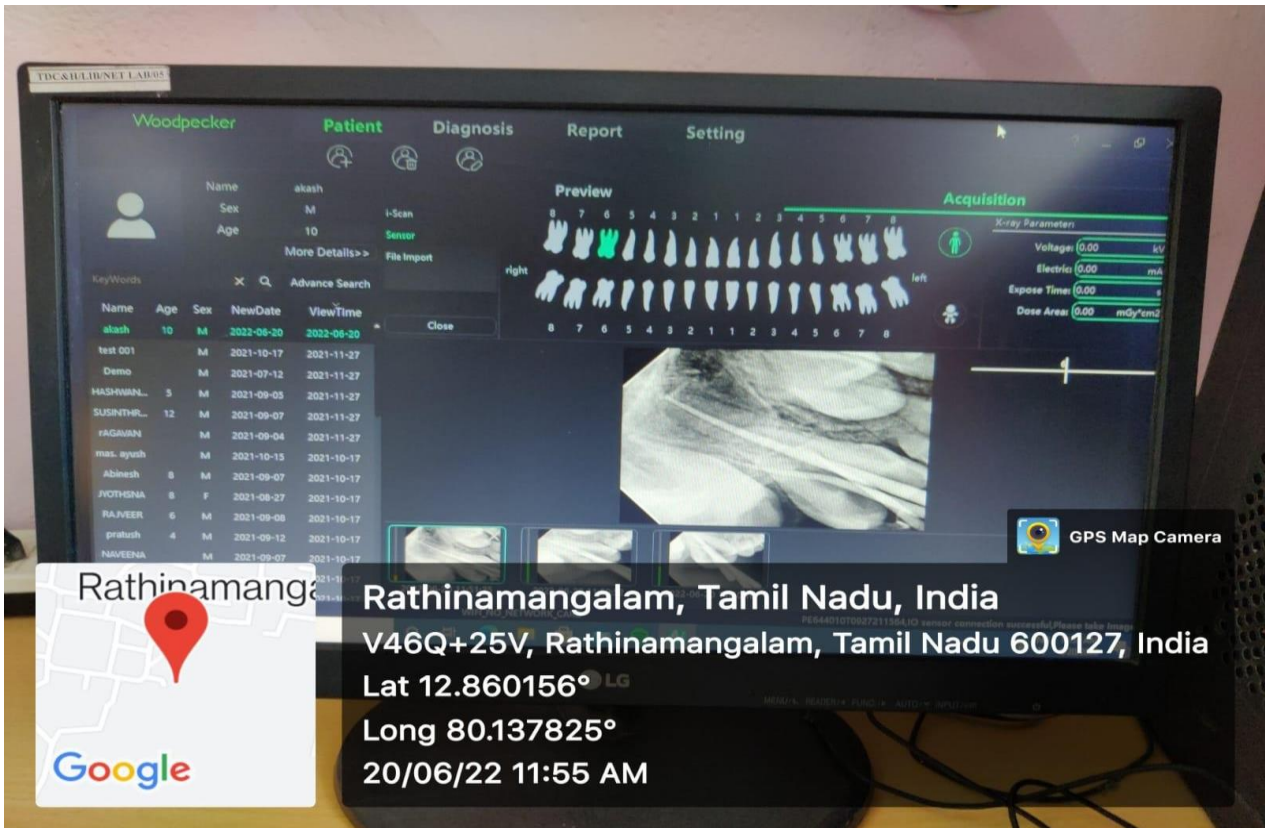 TDC&H/LIB/NET LAB/05
Woodpecker
Patient Diagnosis Report Setting
Name akash
Sex M
Age 10
More Details>>
i-Scan
Sensor
File Import
Close
KeyWords
Advance Search
Preview
8 7 6 5 4 3 2 1 1 2 3 4 5 6 7 8
right left
8 7 6 5 4 3 2 1 1 2 3 4 5 6 7 8
Acquisition
X-ray Parameters
Voltage: 0.00 kV
Electric: 0.00 mA
Expose Time: 0.00 s
Dose Area: 0.00 mGy*cm2
Name Age Sex NewDate ViewTime
akash 10 M 2022-06-20 2022-06-20
test 001 M 2021-10-17 2021-11-27
Demo M 2021-07-12 2021-11-27
HASHWAN... 5 M 2021-09-05 2021-11-27
SUSINTHR... 12 M 2021-09-07 2021-11-27
rAGAVAN M 2021-09-04 2021-11-27
mas. ayush M 2021-10-15 2021-10-17
Abinesh 8 M 2021-09-07 2021-10-17
JYOTHSNA 8 F 2021-08-27 2021-10-17
RAJVEER 6 M 2021-09-08 2021-10-17
pratush 4 M 2021-09-12 2021-10-17
NAVEENA M 2021-09-07 2021-10-17
GPS Map Camera
Rathinamanga
Google
Rathinamangalam, Tamil Nadu, India
V46Q+25V, Rathinamangalam, Tamil Nadu 600127, India
Lat 12.860156°
Long 80.137825°
20/06/22 11:55 AM
LG